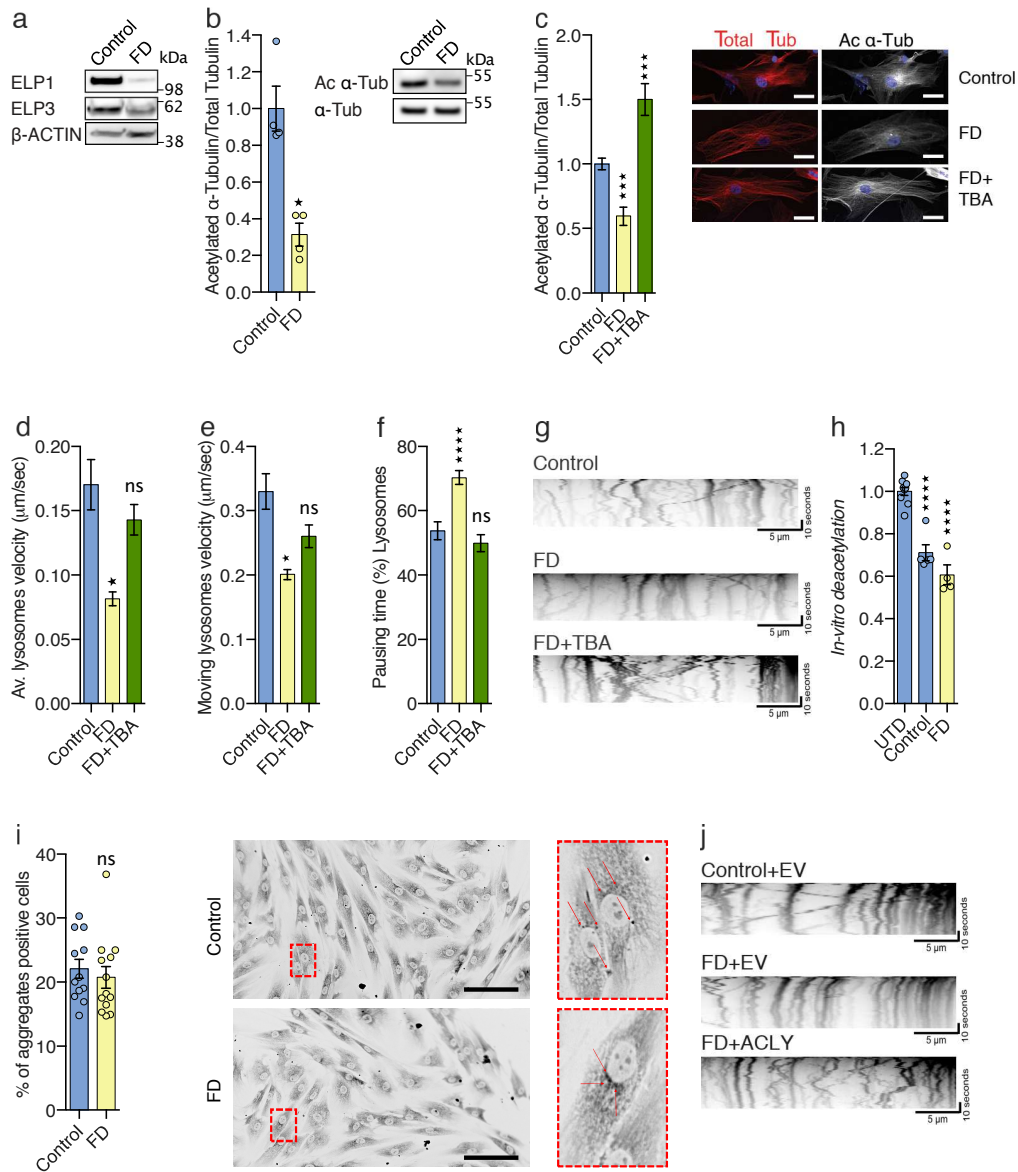 a
Control
FD
kDa
ELP1
98
ELP3
62
β-ACTIN
38
b
Acetylated α-Tubulin/Total Tubulin
1.4
1.2
1.0
0.8
0.6
0.4
0.2
0.0
★
Control
FD
Control
FD
kDa
Ac α-Tub
55
α-Tub
55
c
Acetylated α-Tubulin/Total Tubulin
2.0
1.5
1.0
0.5
0.0
★★★
★★★★
Control
FD
FD+TBA
Total Tub
Ac α-Tub
Control
FD
FD+
TBA
d
Av. lysosomes velocity (μm/sec)
0.20
0.15
0.10
0.05
0.00
★
ns
Control
FD
FD+TBA
e
Moving lysosomes velocity (μm/sec)
0.4
0.3
0.2
0.1
0.0
★
ns
Control
FD
FD+TBA
f
Pausing time (%) Lysosomes
80
60
40
20
0
★★★★
ns
Control
FD
FD+TBA
g
Control
10 seconds
5 μm
FD
10 seconds
5 μm
FD+TBA
10 seconds
5 μm
h
In-vitro deacetylation
1.2
1.0
0.8
0.6
0.4
0.2
0.0
★★★★
★★★★
UTD
Control
FD
i
% of aggregates positive cells
40
30
20
10
0
ns
Control
FD
Control
FD
j
Control+EV
10 seconds
5 μm
FD+EV
10 seconds
5 μm
FD+ACLY
10 seconds
5 μm